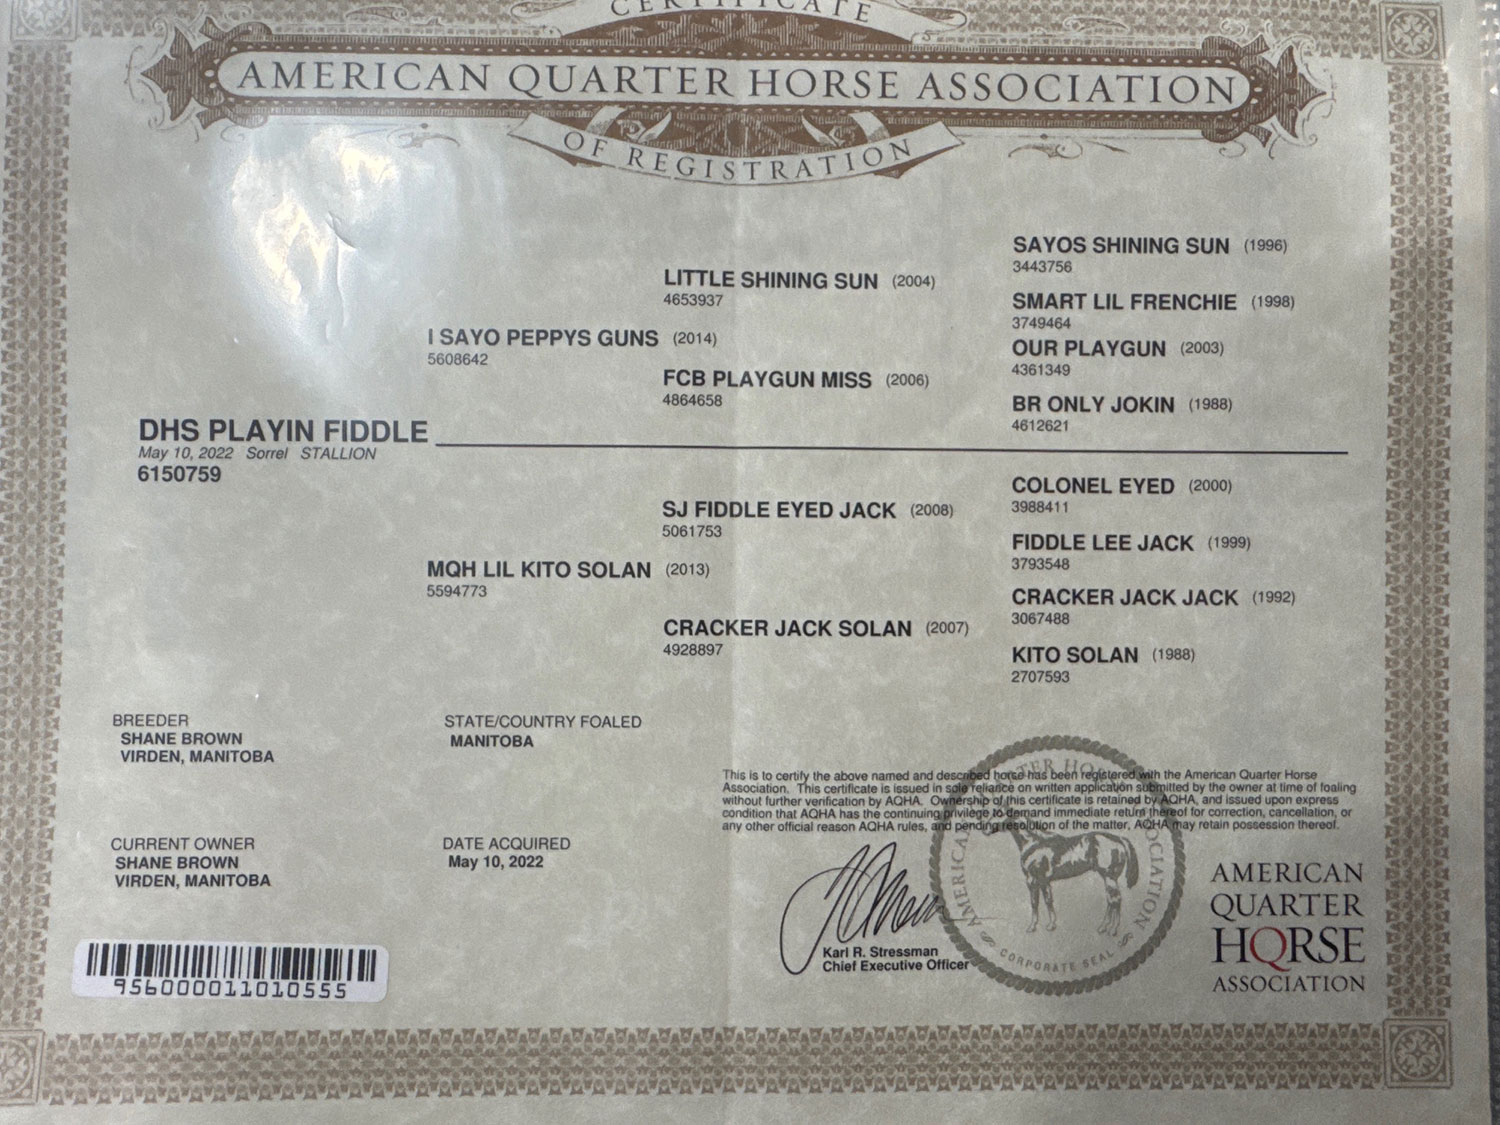 CERTIFICATE
AMERICAN QUARTER HORSE ASSOCIATION
OF REGISTRATION
SAYOS SHINING SUN (1996)
3443756
LITTLE SHINING SUN (2004)
4653937
SMART LIL FRENCHIE (1998)
3749464
I SAYO PEPPYS GUNS (2014)
5608642
OUR PLAYGUN (2003)
4361349
FCB PLAYGUN MISS (2006)
4864658
BR ONLY JOKIN (1988)
4612621
DHS PLAYIN FIDDLE
May 10, 2022 Sorrel STALLION
6150759
COLONEL EYED (2000)
3988411
SJ FIDDLE EYED JACK (2008)
5061753
FIDDLE LEE JACK (1999)
3793548
MQH LIL KITO SOLAN (2013)
5594773
CRACKER JACK JACK (1992)
3067488
CRACKER JACK SOLAN (2007)
4928897
KITO SOLAN (1988)
2707593
BREEDER
SHANE BROWN
VIRDEN, MANITOBA
STATE/COUNTRY FOALED
MANITOBA
This is to certify the above named and described horse has been registered with the American Quarter Horse
Association. This certificate is issued in sole reliance on written application submitted by the owner at time of foaling
without further verification by AQHA. Ownership of this certificate is retained by AQHA, and issued upon express
condition that AQHA has the continuing privilege to demand immediate return thereof for correction, cancellation, or
any other official reason AQHA rules, and pending resolution of the matter, AQHA may retain possession thereof.
CURRENT OWNER
SHANE BROWN
VIRDEN, MANITOBA
DATE ACQUIRED
May 10, 2022
Karl R. Stressman
Chief Executive Officer
AMERICAN QUARTER HORSE ASSOCIATION
CORPORATE SEAL
AMERICAN
QUARTER
HORSE
ASSOCIATION
956000011010555